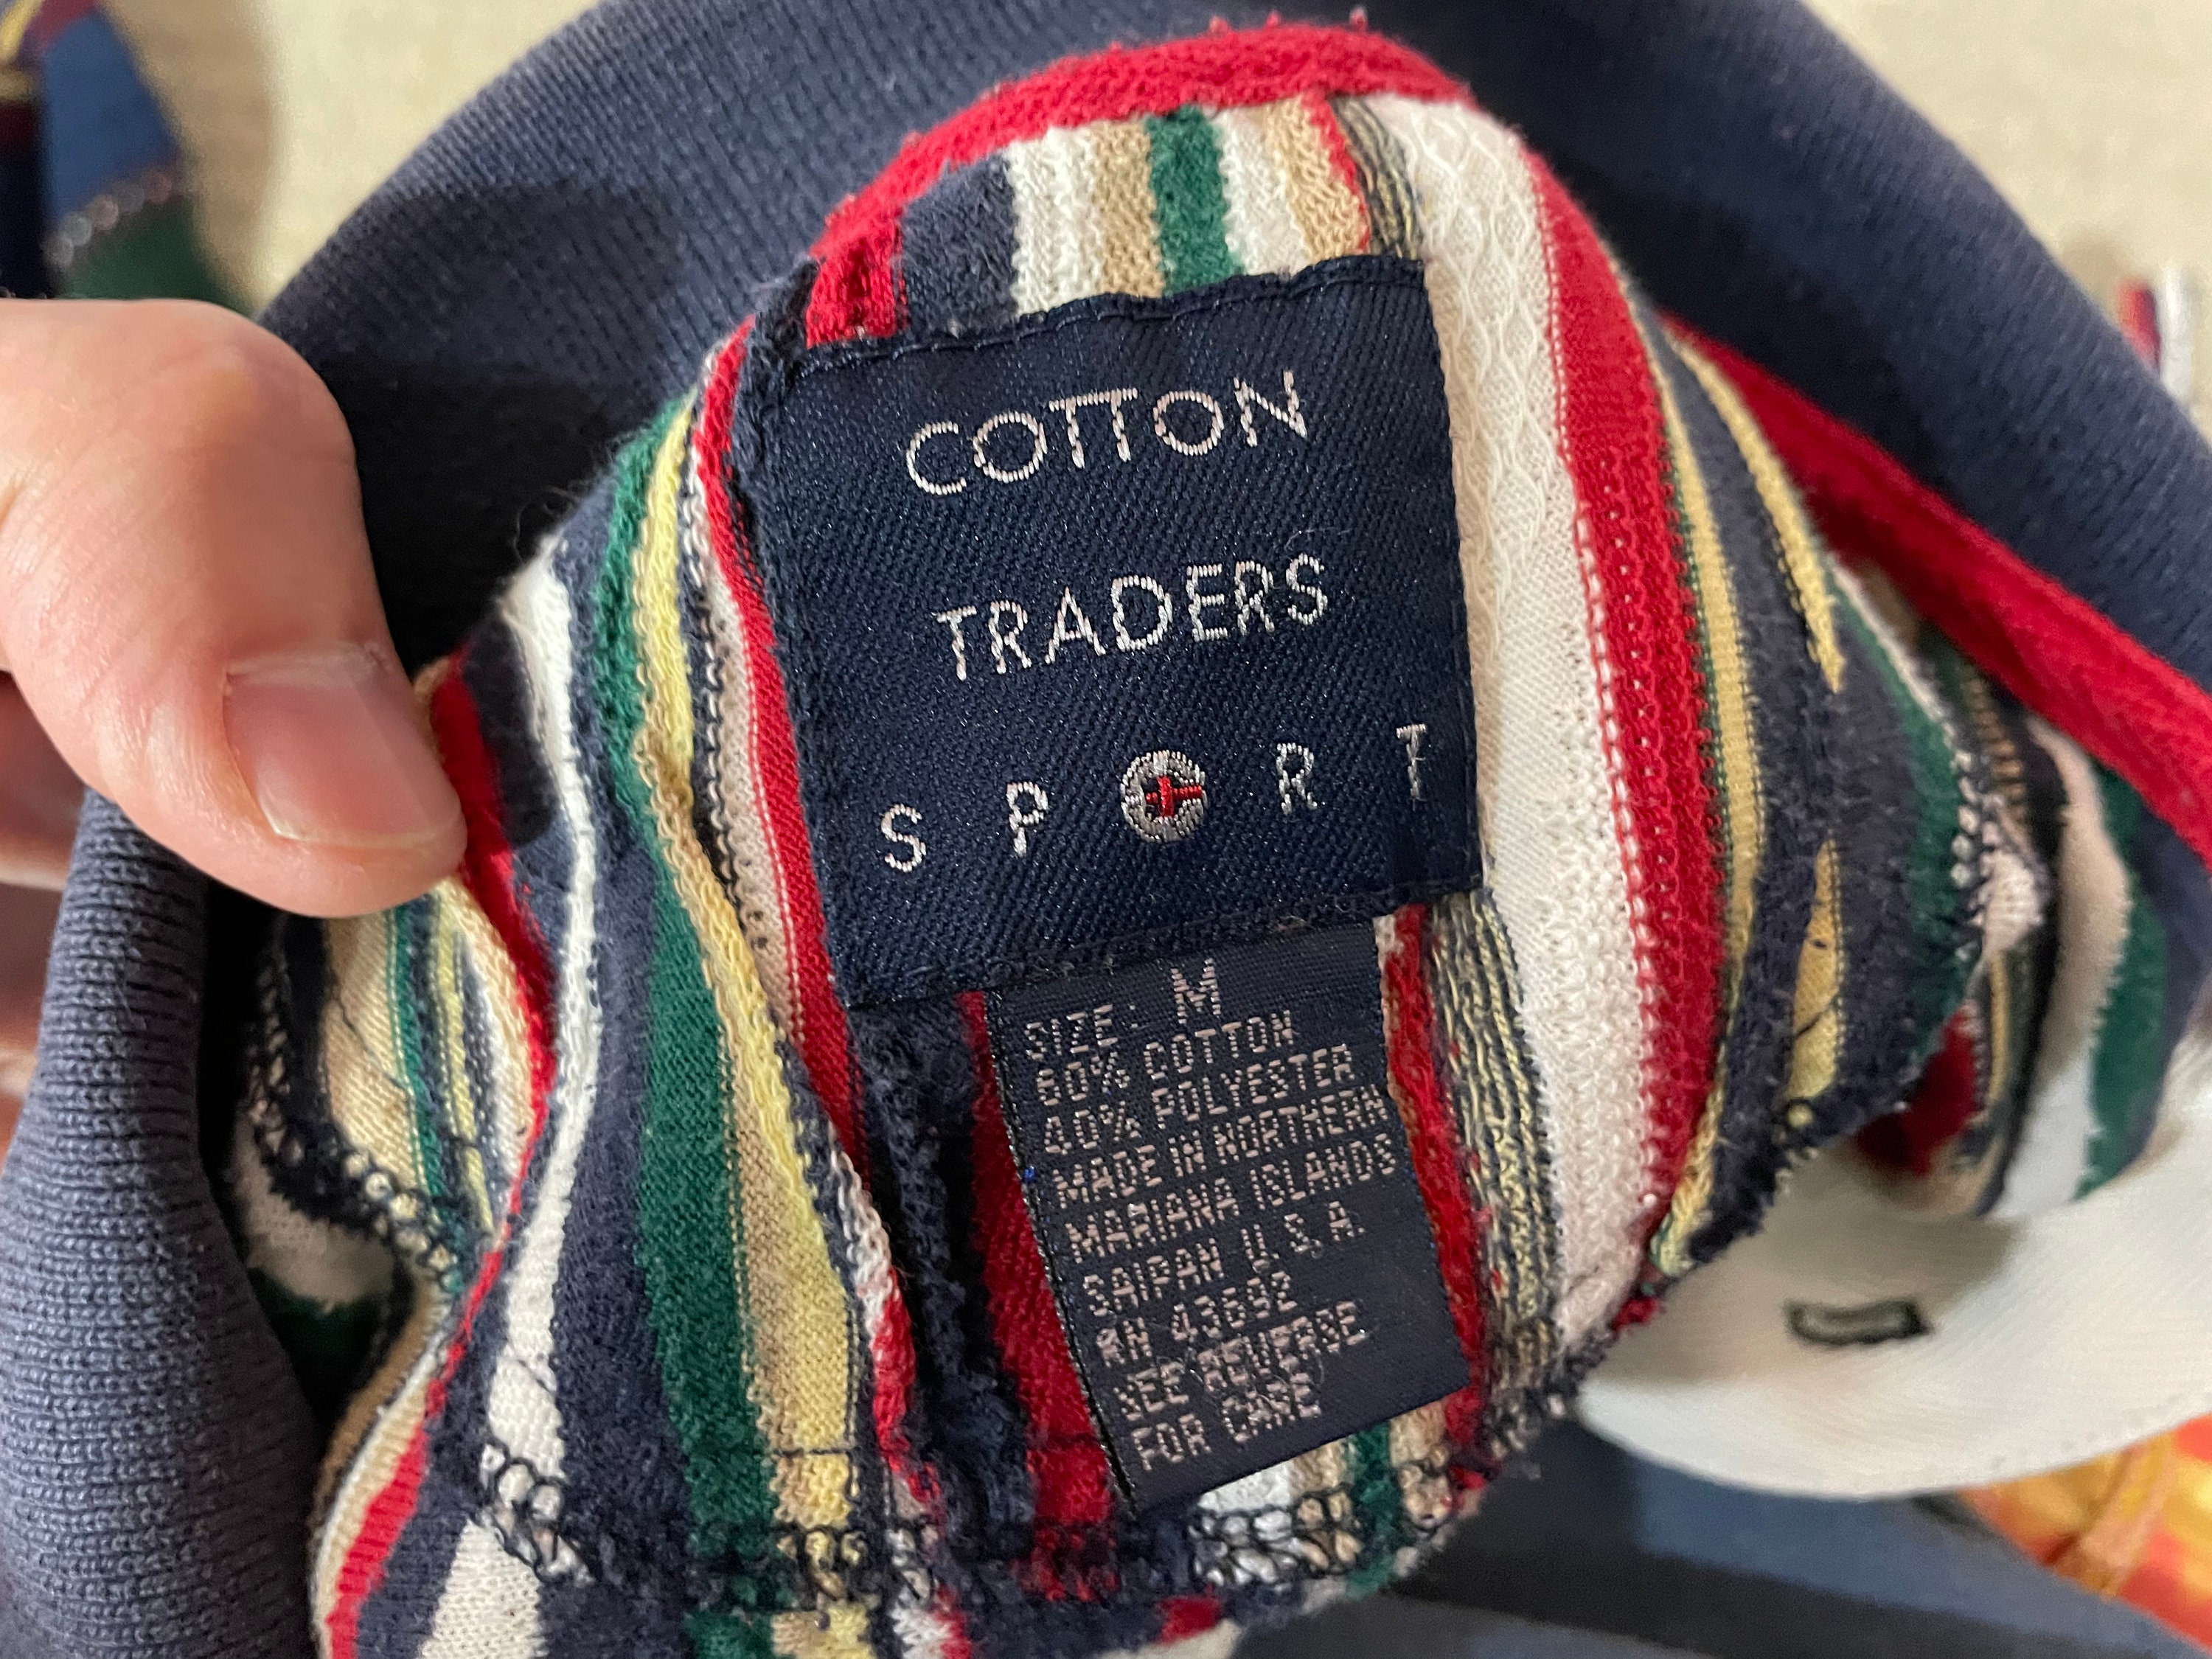 COTTON
TRADERS
SPORT
SIZE: M
60% COTTON
40% POLYESTER
MADE IN NORTHERN
MARIANA ISLANDS
SAIPAN U.S.A.
RN 43692
SEE REVERSE
FOR CARE